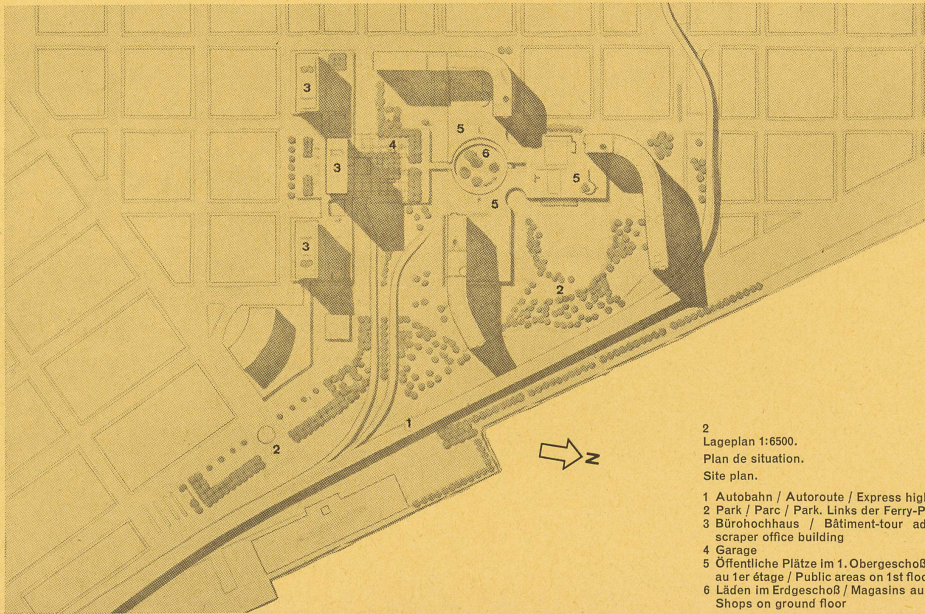 3
3
3
4
5
6
5
5
2
2
1
N
2
Lageplan 1:6500.
Plan de situation.
Site plan.
1 Autobahn / Autoroute / Express high
2 Park / Parc / Park. Links der Ferry-P
3 Bürohochhaus / Bâtiment-tour ad
scraper office building
4 Garage
5 Öffentliche Plätze im 1. Obergeschoß
au 1er étage / Public areas on 1st floo
6 Läden im Erdgeschoß / Magasins au
Shops on ground floor